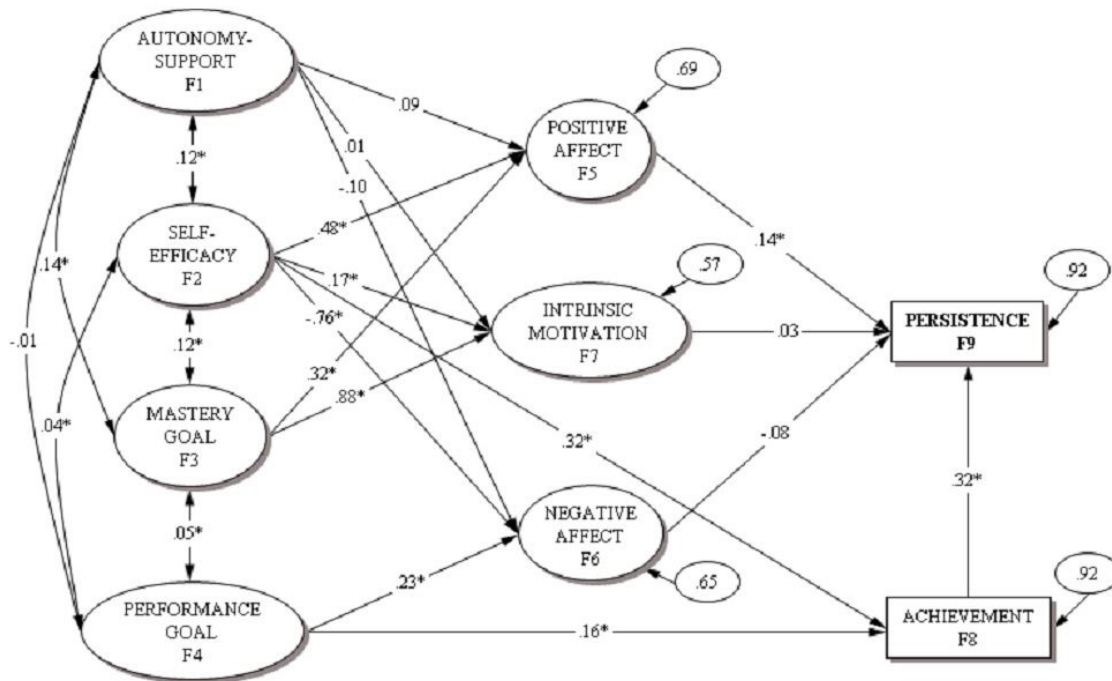 AUTONOMY-
SUPPORT
F1
.69
.09
POSITIVE
AFFECT
F5
.01
.12*
-.10
SELF-
EFFICACY
F2
.48*
.14*
.14*
.57
.92
.17*
INTRINSIC
MOTIVATION
F7
-.76*
.03
PERSISTENCE
F9
-.01
.12*
.32*
.88*
MASTERY
GOAL
F3
.04*
.32*
-.08
.32*
NEGATIVE
AFFECT
F6
.05*
.23*
.65
.92
PERFORMANCE
GOAL
F4
.16*
ACHIEVEMENT
F8